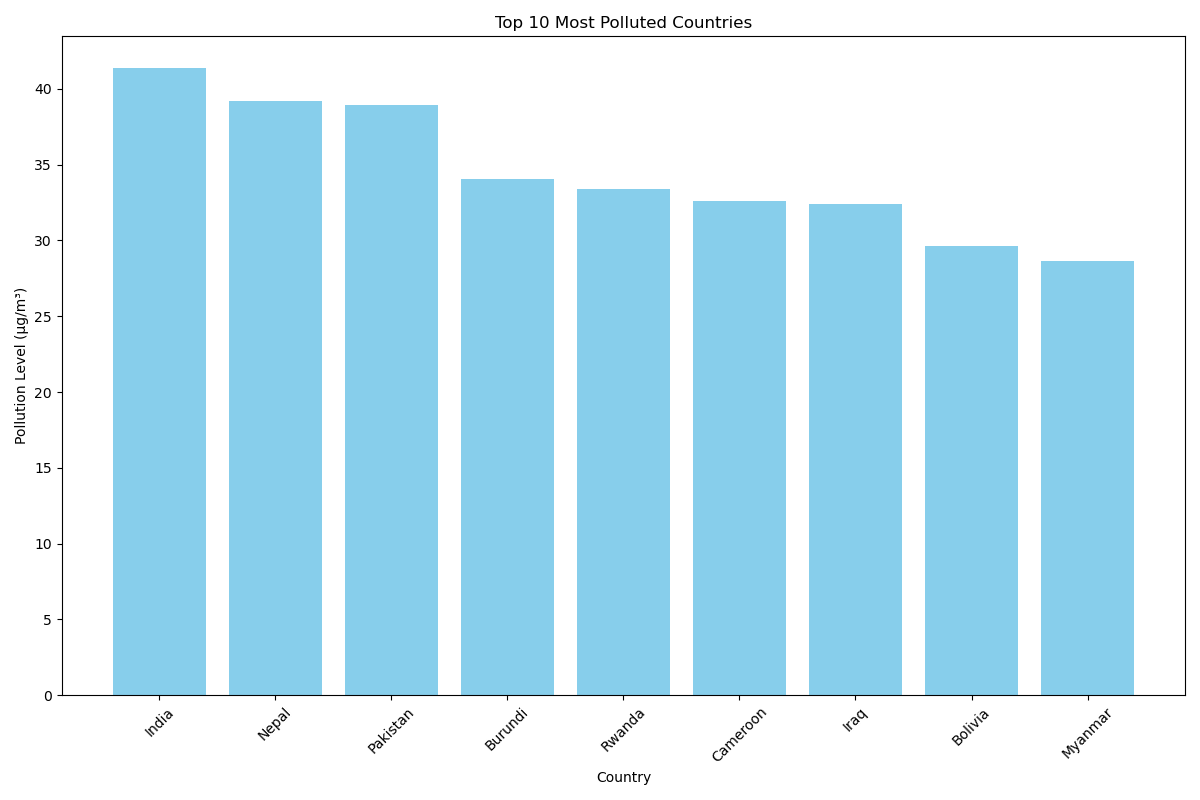 Top 10 Most Polluted Countries
Pollution Level (µg/m³)
40
35
30
25
20
15
10
5
0
India
Nepal
Pakistan
Burundi
Rwanda
Cameroon
Iraq
Bolivia
Myanmar
Country